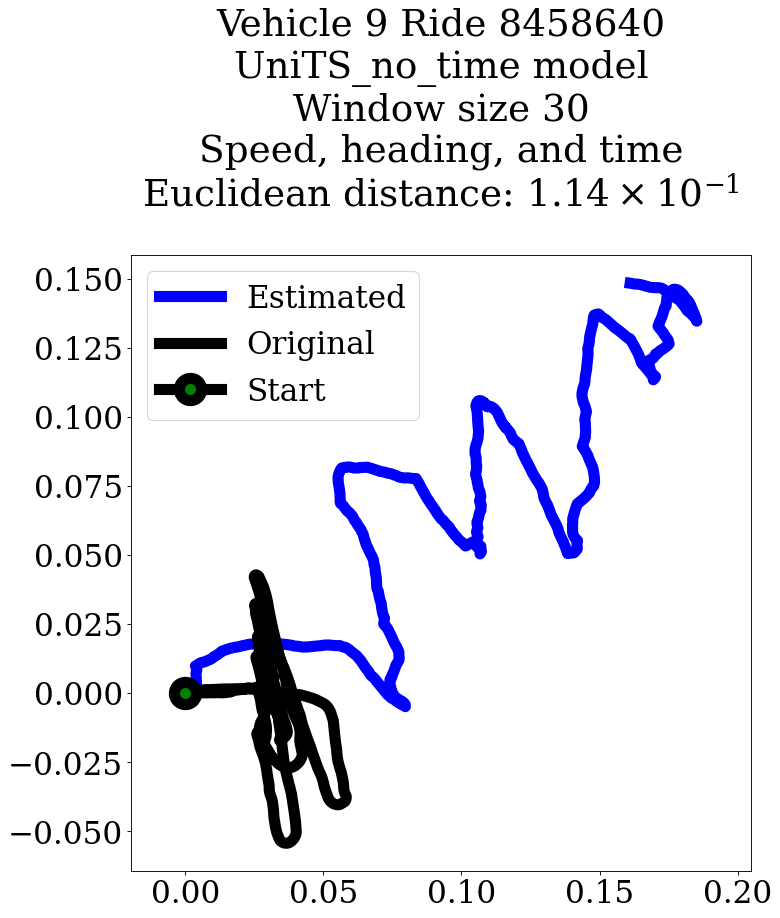 Vehicle 9 Ride 8458640
UniTS_no_time model
Window size 30
Speed, heading, and time
Euclidean distance: 1.14 × 10⁻¹
Estimated
Original
Start
0.150
0.125
0.100
0.075
0.050
0.025
0.000
−0.025
−0.050
0.00 0.05 0.10 0.15 0.20